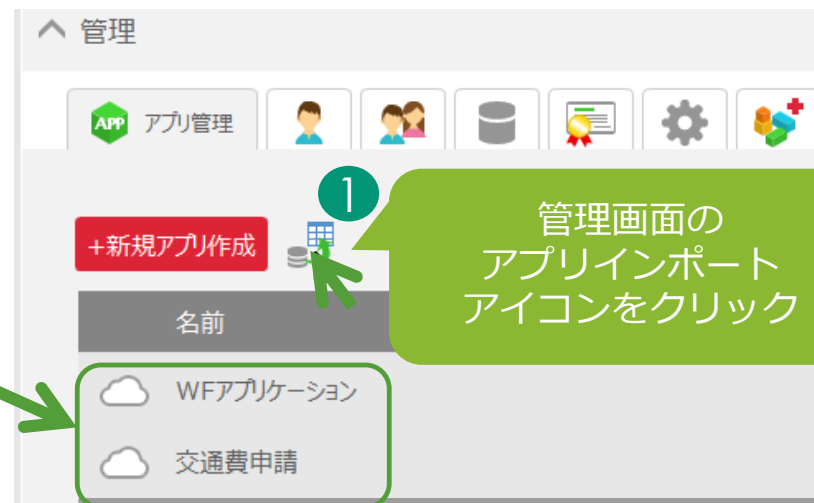 管理
APP アプリ管理
1
管理画面の
アプリインポート
アイコンをクリック
+新規アプリ作成
名前
WFアプリケーション
交通費申請